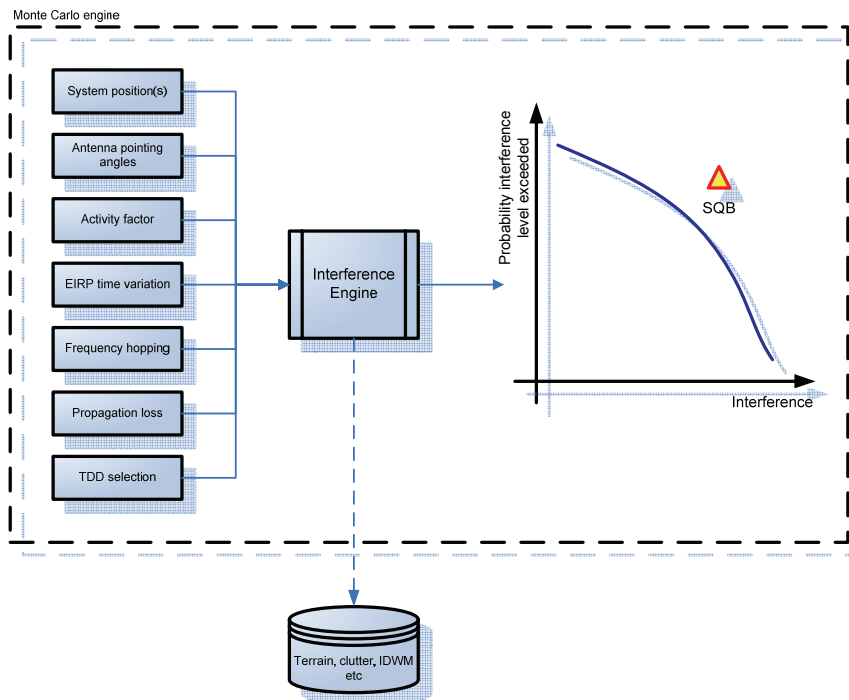 Monte Carlo engine
System position(s)
Antenna pointing
angles
Activity factor
EIRP time variation
Frequency hopping
Propagation loss
TDD selection
Interference
Engine
Probability interference
level exceeded
SQB
Interference
Terrain, clutter, IDWM
etc